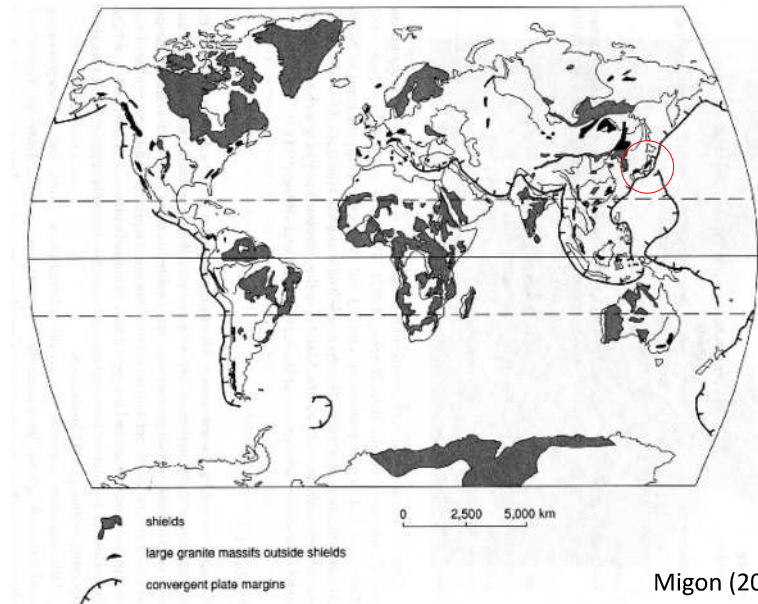 shields
0 2,500 5,000 km
large granite massifs outside shields
convergent plate margins
Migon (20